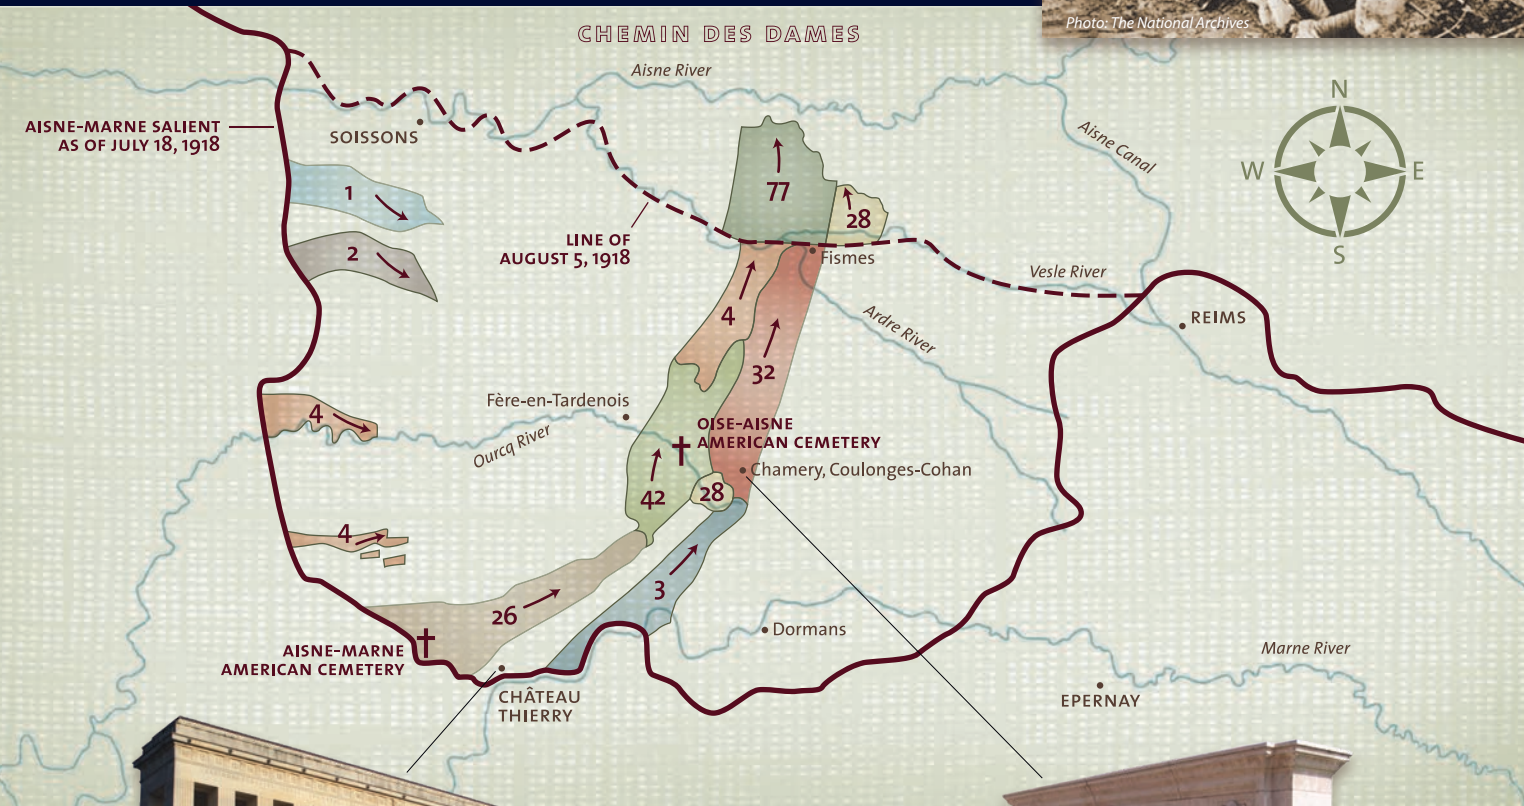 Photo: The National Archives
CHEMIN DES DAMES
Aisne River
N
AISNE-MARNE SALIENT
AS OF JULY 18, 1918
SOISSONS
Aisne Canal
W
E
1
77
28
2
LINE OF
AUGUST 5, 1918
S
Fismes
Vesle River
4
REIMS
Ardre River
32
Fère-en-Tardenois
4
OISE-AISNE
AMERICAN CEMETERY
Ourcq River
Chamery, Coulonges-Cohan
42
28
4
3
26
Dormans
AISNE-MARNE
AMERICAN CEMETERY
Marne River
CHÂTEAU
THIERRY
EPERNAY